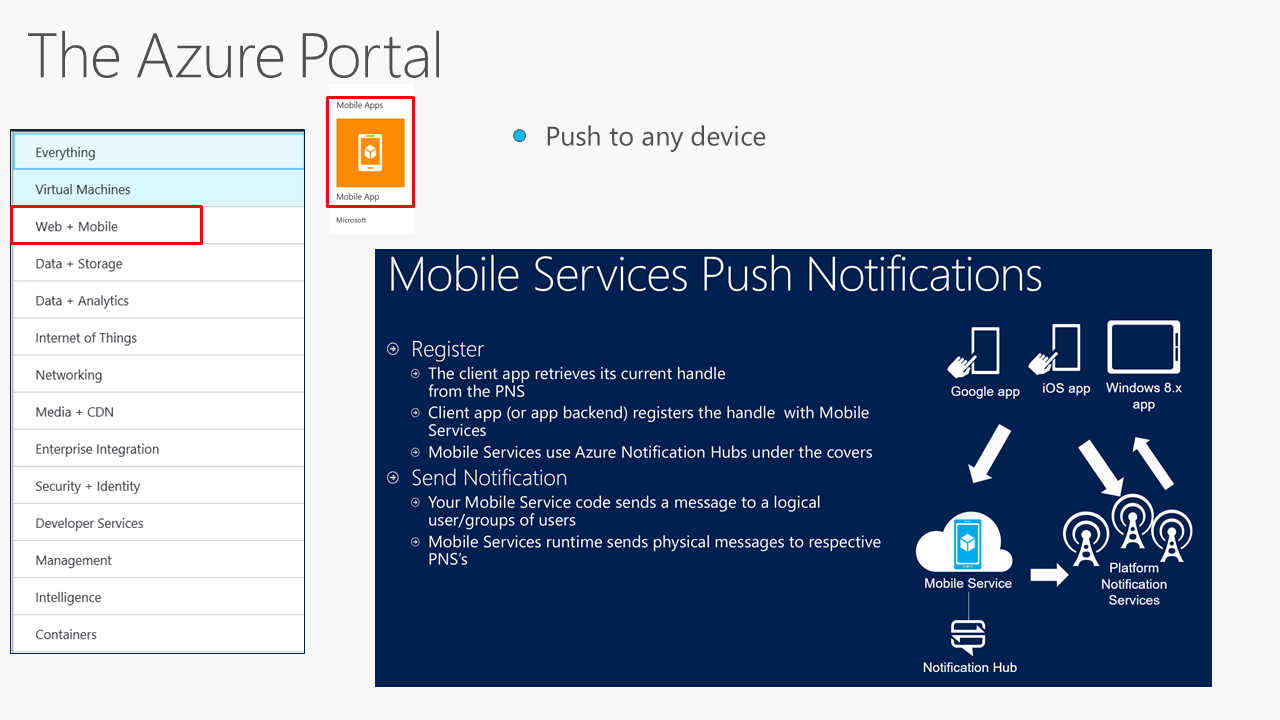 The Azure Portal
Everything
Virtual Machines
Web + Mobile
Data + Storage
Data + Analytics
Internet of Things
Networking
Media + CDN
Enterprise Integration
Security + Identity
Developer Services
Management
Intelligence
Containers
Mobile Apps
Mobile App
Microsoft
Push to any device
Mobile Services Push Notifications
Register
The client app retrieves its current handle
from the PNS
Client app (or app backend) registers the handle with Mobile
Services
Mobile Services use Azure Notification Hubs under the covers
Send Notification
Your Mobile Service code sends a message to a logical
user/groups of users
Mobile Services runtime sends physical messages to respective
PNS's
Google app
iOS app
Windows 8.x
app
Mobile Service
Platform
Notification
Services
Notification Hub